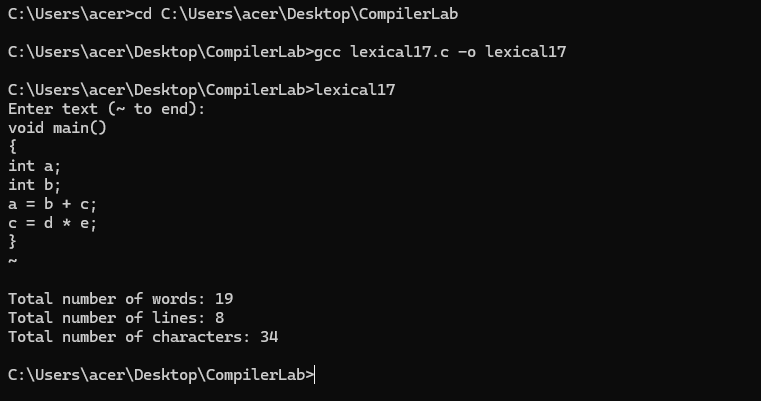 C:\Users\acer>cd C:\Users\acer\Desktop\CompilerLab
C:\Users\acer\Desktop\CompilerLab>gcc lexical17.c -o lexical17
C:\Users\acer\Desktop\CompilerLab>lexical17
Enter text (~ to end):
void main()
{
int a;
int b;
a = b + c;
c = d * e;
}
~
Total number of words: 19
Total number of lines: 8
Total number of characters: 34
C:\Users\acer\Desktop\CompilerLab>